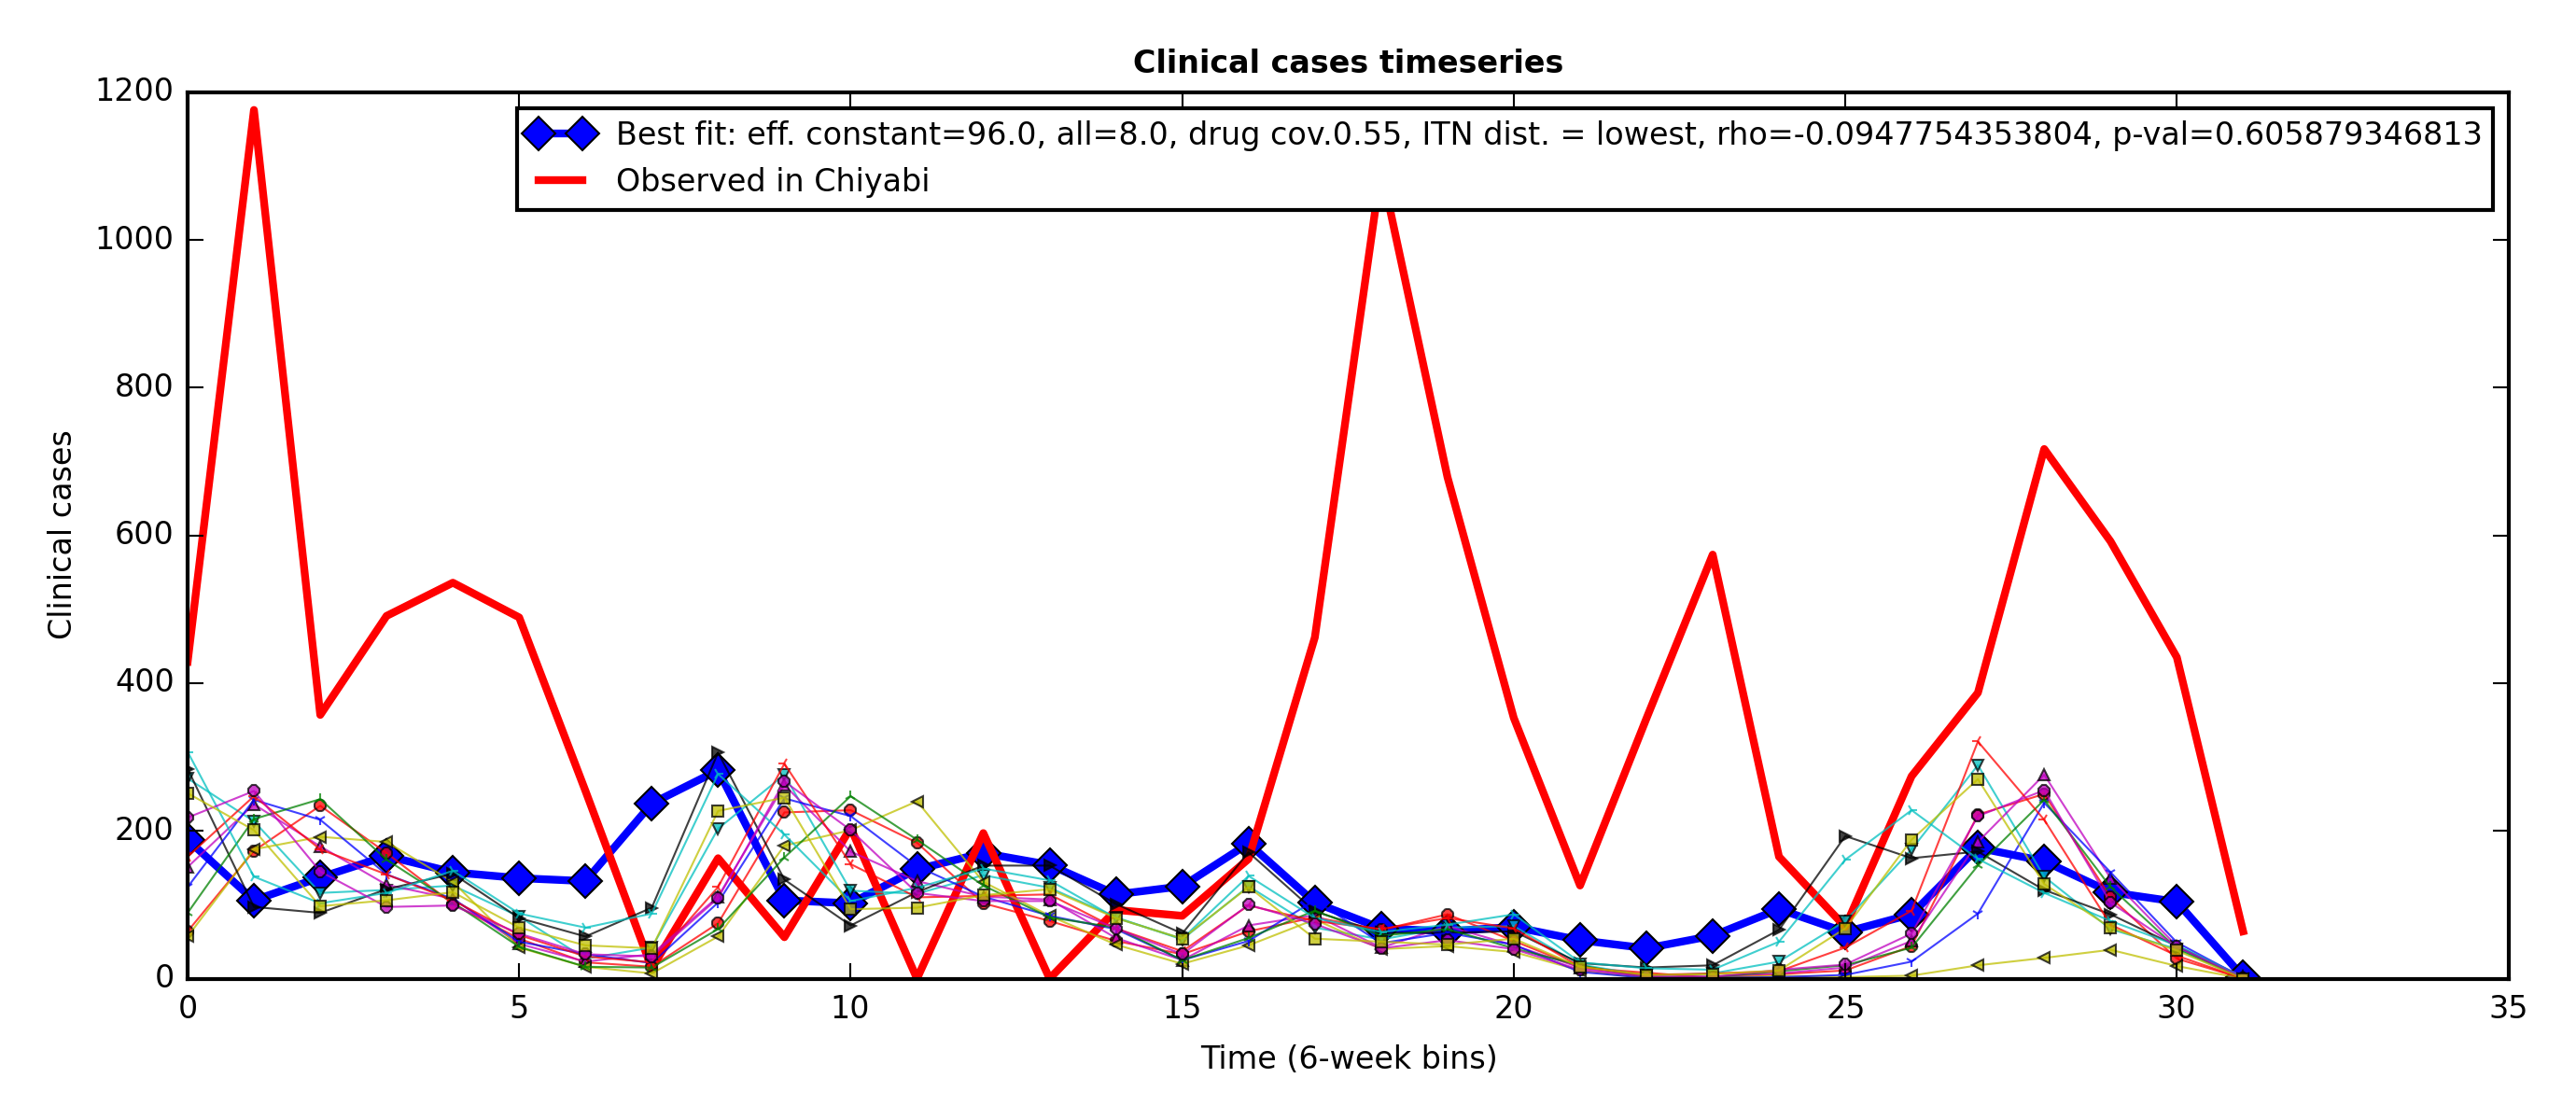 Clinical cases timeseries
1200
1000
800
600
400
200
0
Clinical cases
Best fit: eff. constant=96.0, all=8.0, drug cov.0.55, ITN dist. = lowest, rho=-0.0947754353804, p-val=0.605879346813
Observed in Chiyabi
0 5 10 15 20 25 30 35
Time (6-week bins)